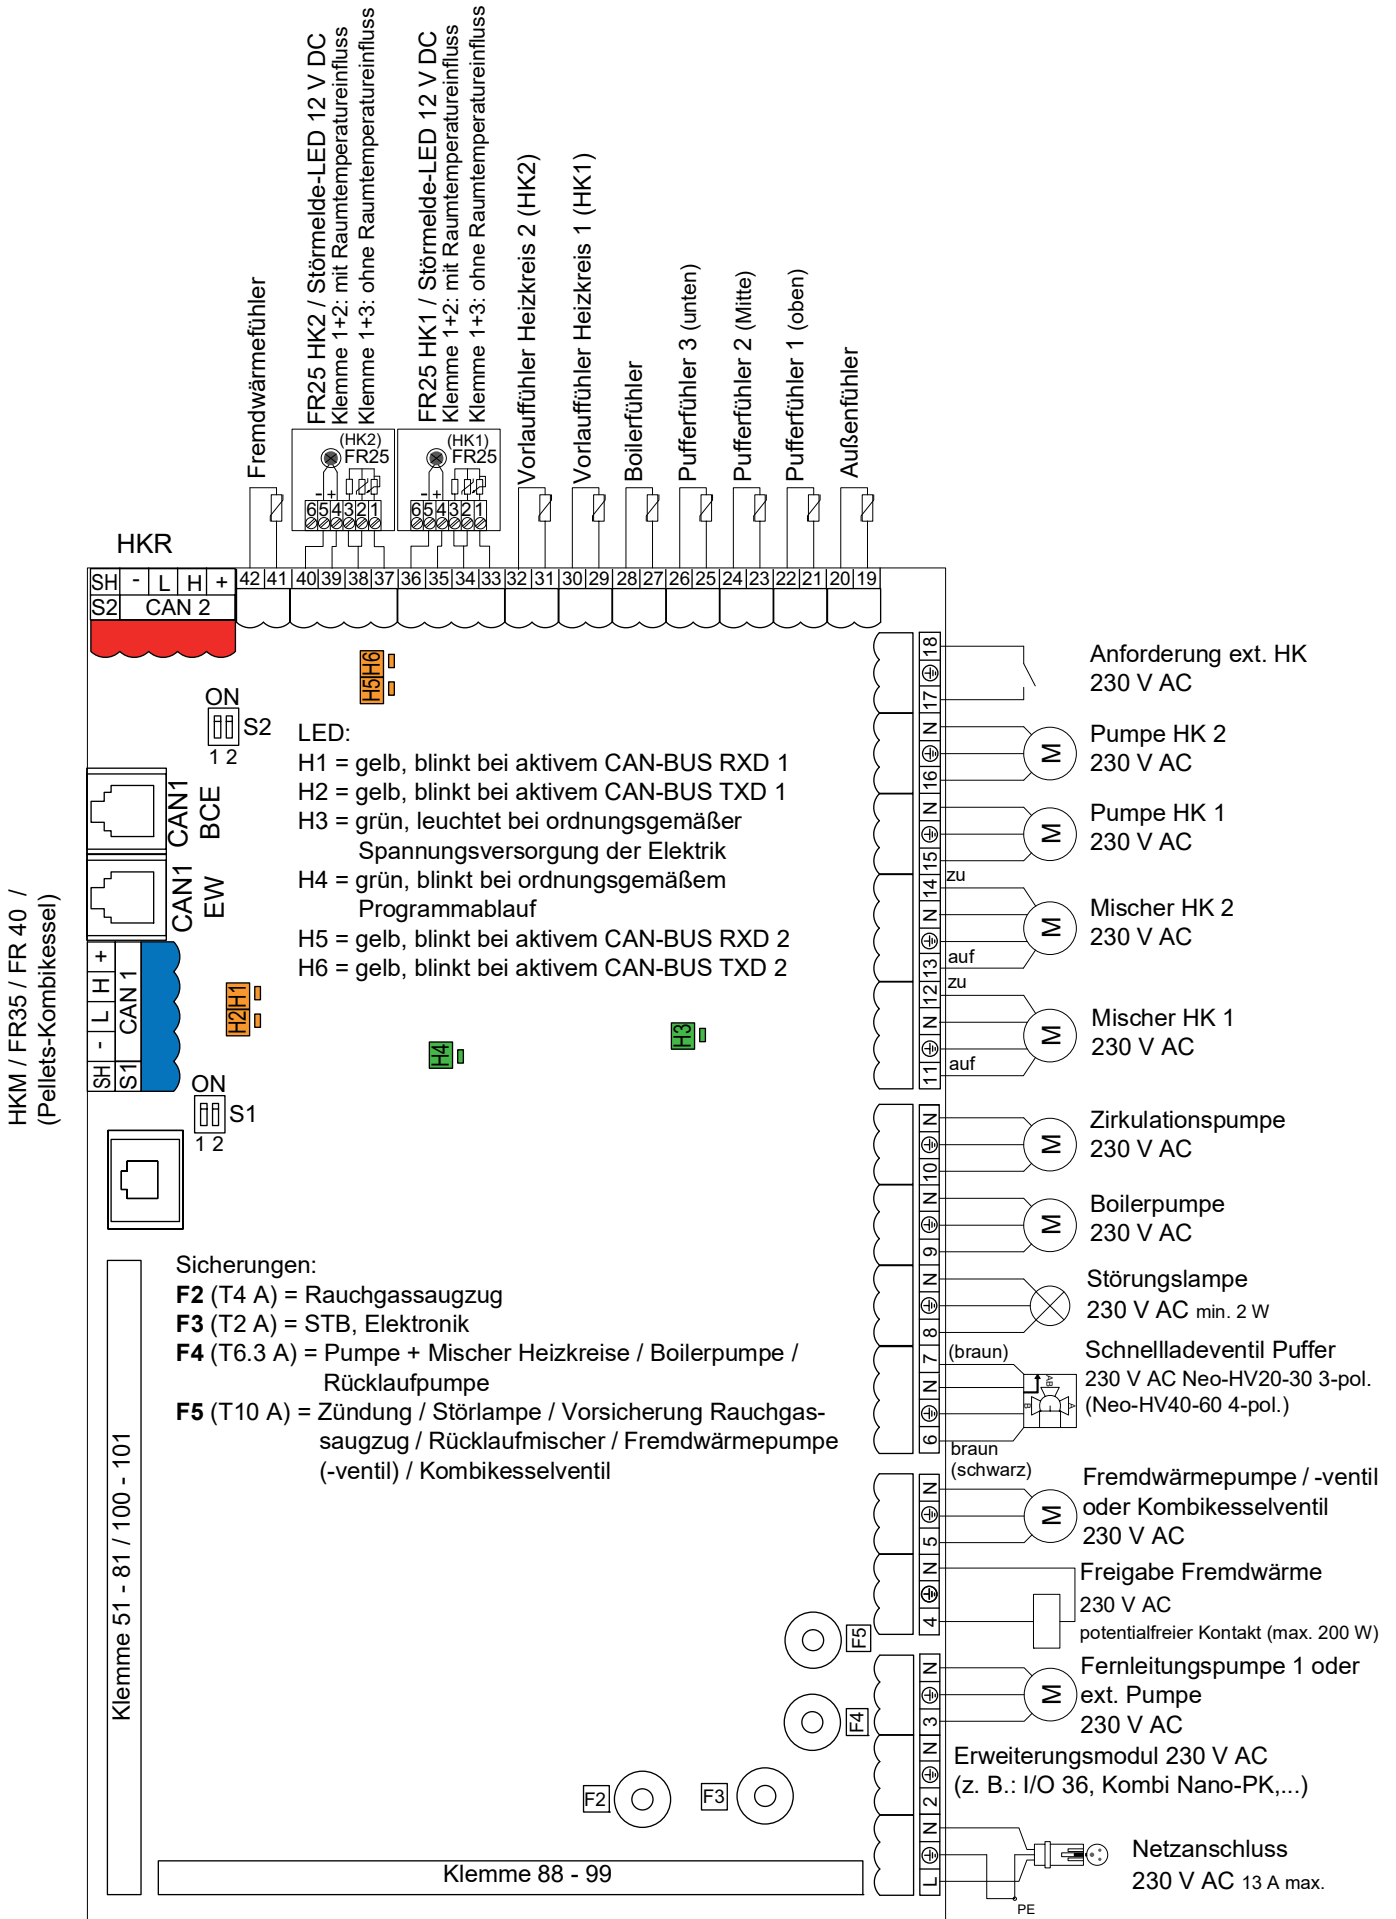 FR25 HK2 / Störmelde-LED 12 V DC
Klemme 1+2: mit Raumtemperatureinfluss
Klemme 1+3: ohne Raumtemperatureinfluss
FR25 HK1 / Störmelde-LED 12 V DC
Klemme 1+2: mit Raumtemperatureinfluss
Klemme 1+3: ohne Raumtemperatureinfluss
Fremdwärmefühler
Vorlauffühler Heizkreis 2 (HK2)
Vorlauffühler Heizkreis 1 (HK1)
Boilerfühler
Pufferfühler 3 (unten)
Pufferfühler 2 (Mitte)
Pufferfühler 1 (oben)
Außenfühler
(HK2)
FR25
- +
6 5 4 3 2 1
(HK1)
FR25
- +
6 5 4 3 2 1
HKR
SH - L H +
S2 CAN 2
42 41 40 39 38 37 36 35 34 33 32 31 30 29 28 27 26 25 24 23 22 21 20 19
H5 H6
ON
S2
1 2
LED:
H1 = gelb, blinkt bei aktivem CAN-BUS RXD 1
H2 = gelb, blinkt bei aktivem CAN-BUS TXD 1
H3 = grün, leuchtet bei ordnungsgemäßer
Spannungsversorgung der Elektrik
H4 = grün, blinkt bei ordnungsgemäßem
Programmablauf
H5 = gelb, blinkt bei aktivem CAN-BUS RXD 2
H6 = gelb, blinkt bei aktivem CAN-BUS TXD 2
CAN1
BCE
CAN1
EW
HKM / FR35 / FR 40 /
(Pellets-Kombikessel)
SH - L H +
S1 CAN 1
H2 H1
H4
H3
ON
S1
1 2
Sicherungen:
F2 (T4 A) = Rauchgassaugzug
F3 (T2 A) = STB, Elektronik
F4 (T6.3 A) = Pumpe + Mischer Heizkreise / Boilerpumpe /
Rücklaufpumpe
F5 (T10 A) = Zündung / Störlampe / Vorsicherung Rauchgas-
saugzug / Rücklaufmischer / Fremdwärmepumpe
(-ventil) / Kombikesselventil
Klemme 51 - 81 / 100 - 101
Klemme 88 - 99
F5
F4
F2
F3
18
17
Anforderung ext. HK
230 V AC
N
16
M
Pumpe HK 2
230 V AC
N
15
M
Pumpe HK 1
230 V AC
14
zu
N
13
auf
M
Mischer HK 2
230 V AC
12
zu
N
11
auf
M
Mischer HK 1
230 V AC
N
10
M
Zirkulationspumpe
230 V AC
N
9
M
Boilerpumpe
230 V AC
N
8
Störungslampe
230 V AC min. 2 W
7
(braun)
N
6
braun
(schwarz)
AB
B
A
Schnellladeventil Puffer
230 V AC Neo-HV20-30 3-pol.
(Neo-HV40-60 4-pol.)
N
5
M
Fremdwärmepumpe / -ventil
oder Kombikesselventil
230 V AC
N
4
Freigabe Fremdwärme
230 V AC
potentialfreier Kontakt (max. 200 W)
N
3
M
Fernleitungspumpe 1 oder
ext. Pumpe
230 V AC
N
2
Erweiterungsmodul 230 V AC
(z. B.: I/O 36, Kombi Nano-PK,...)
N
L
PE
Netzanschluss
230 V AC 13 A max.